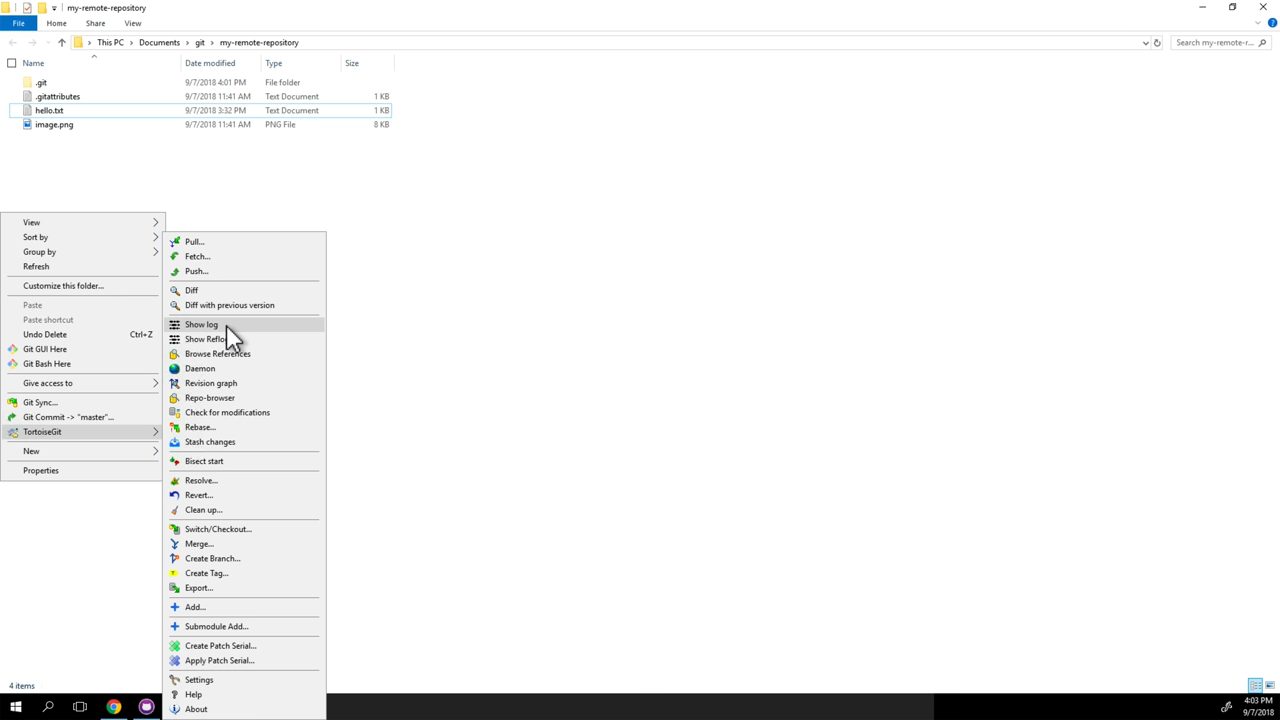 my-remote-repository
File Home Share View
This PC Documents git my-remote-repository Search my-remote-r...
Name Date modified Type Size
.git 9/7/2018 4:01 PM File folder
.gitattributes 9/7/2018 11:41 AM Text Document 1 KB
hello.txt 9/7/2018 3:32 PM Text Document 1 KB
image.png 9/7/2018 11:41 AM PNG File 8 KB
View
Sort by
Group by
Refresh
Customize this folder...
Paste
Paste shortcut
Undo Delete Ctrl+Z
Git GUI Here
Git Bash Here
Give access to
Git Sync...
Git Commit -> "master"...
TortoiseGit
New
Properties
Pull...
Fetch...
Push...
Diff
Diff with previous version
Show log
Show Reflo
Browse References
Daemon
Revision graph
Repo-browser
Check for modifications
Rebase...
Stash changes
Bisect start
Resolve...
Revert...
Clean up...
Switch/Checkout...
Merge...
Create Branch...
Create Tag...
Export...
Add...
Submodule Add...
Create Patch Serial...
Apply Patch Serial...
Settings
Help
About
4 items
4:03 PM
9/7/2018